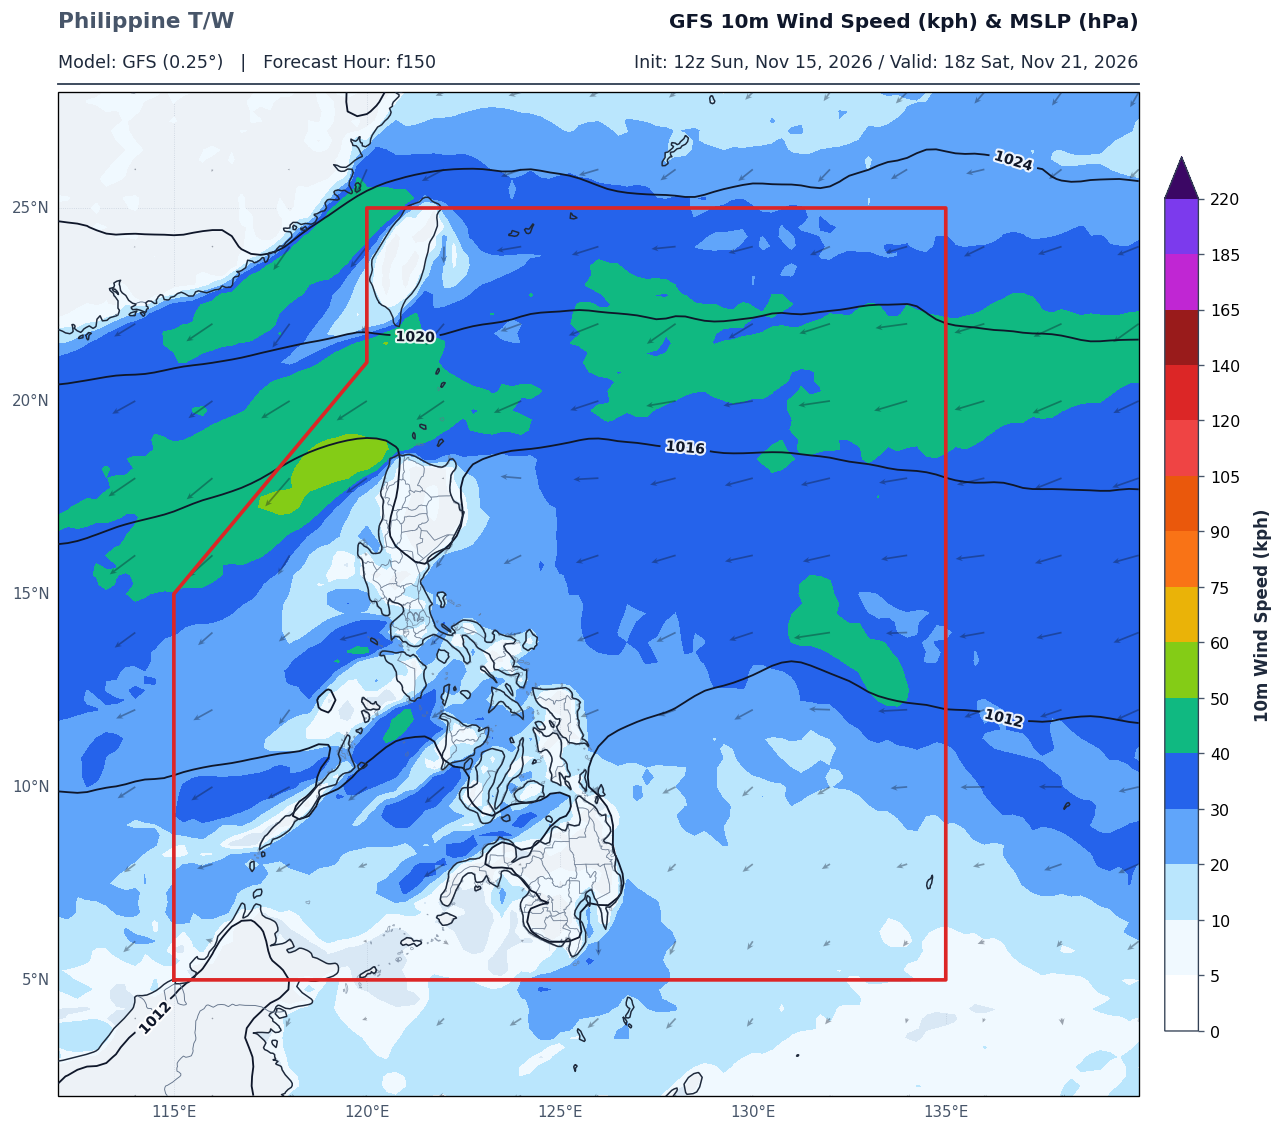 Philippine T/W
GFS 10m Wind Speed (kph) & MSLP (hPa)
Model: GFS (0.25°)   |   Forecast Hour: f150
Init: 12z Sun, Nov 15, 2026 / Valid: 18z Sat, Nov 21, 2026
1024
1020
1016
1012
1012
25°N
20°N
15°N
10°N
5°N
115°E
120°E
125°E
130°E
135°E
220
185
165
140
120
105
90
75
60
50
40
30
20
10
5
0
10m Wind Speed (kph)